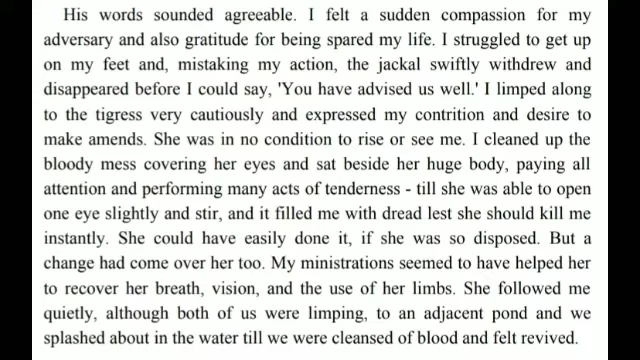 His words sounded agreeable. I felt a sudden compassion for my
adversary and also gratitude for being spared my life. I struggled to get up
on my feet and, mistaking my action, the jackal swiftly withdrew and
disappeared before I could say, 'You have advised us well.' I limped along
to the tigress very cautiously and expressed my contrition and desire to
make amends. She was in no condition to rise or see me. I cleaned up the
bloody mess covering her eyes and sat beside her huge body, paying all
attention and performing many acts of tenderness - till she was able to open
one eye slightly and stir, and it filled me with dread lest she should kill me
instantly. She could have easily done it, if she was so disposed. But a
change had come over her too. My ministrations seemed to have helped her
to recover her breath, vision, and the use of her limbs. She followed me
quietly, although both of us were limping, to an adjacent pond and we
splashed about in the water till we were cleansed of blood and felt revived.